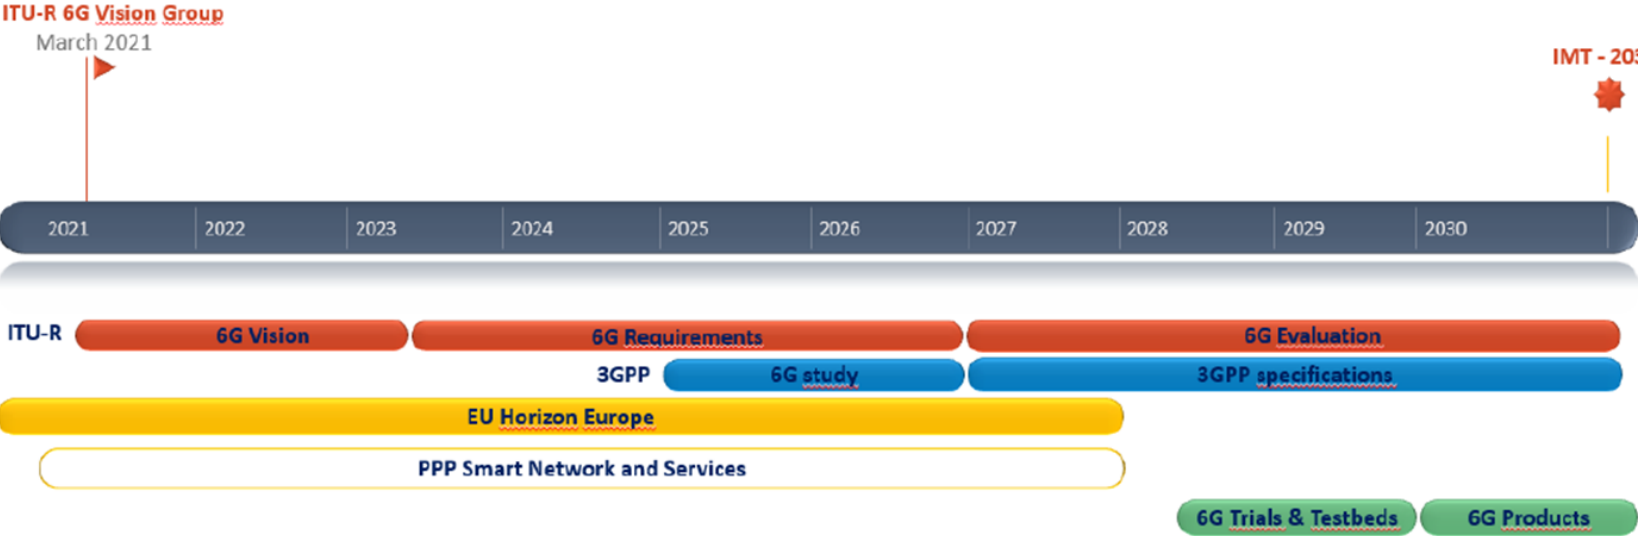 ITU-R 6G Vision Group
March 2021
IMT - 203
2021 2022 2023 2024 2025 2026 2027 2028 2029 2030
ITU-R 6G Vision 6G Requirements 6G Evaluation
3GPP 6G study 3GPP specifications
EU Horizon Europe
PPP Smart Network and Services
6G Trials & Testbeds 6G Products